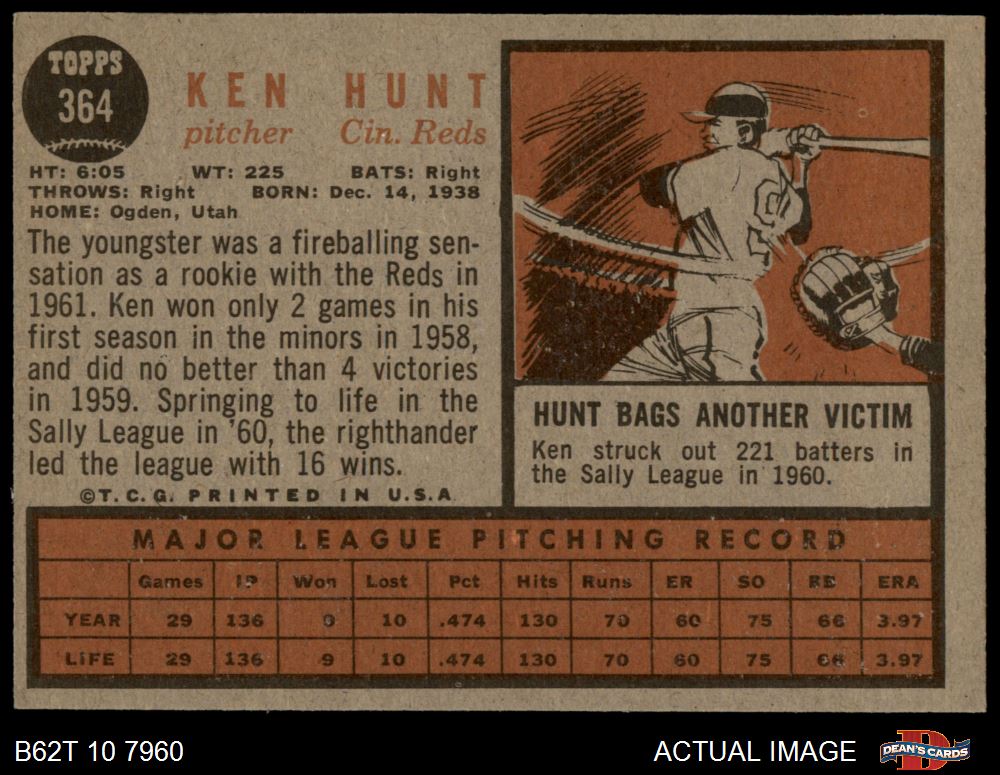 TOPPS
364
KEN HUNT
pitcher Cin. Reds
HT: 6:05 WT: 225 BATS: Right
THROWS: Right BORN: Dec. 14, 1938
HOME: Ogden, Utah
The youngster was a fireballing sen-
sation as a rookie with the Reds in
1961. Ken won only 2 games in his
first season in the minors in 1958,
and did no better than 4 victories
in 1959. Springing to life in the
Sally League in '60, the righthander
led the league with 16 wins.
©T.C.G. PRINTED IN U.S.A.
HUNT BAGS ANOTHER VICTIM
Ken struck out 221 batters in
the Sally League in 1960.
MAJOR LEAGUE PITCHING RECORD
Games IP Won Lost Pct Hits Runs ER SO BB ERA
YEAR 29 136 9 10 .474 130 70 60 75 66 3.97
LIFE 29 136 9 10 .474 130 70 60 75 66 3.97
B62T 10 7960
ACTUAL IMAGE
DEAN'S CARDS